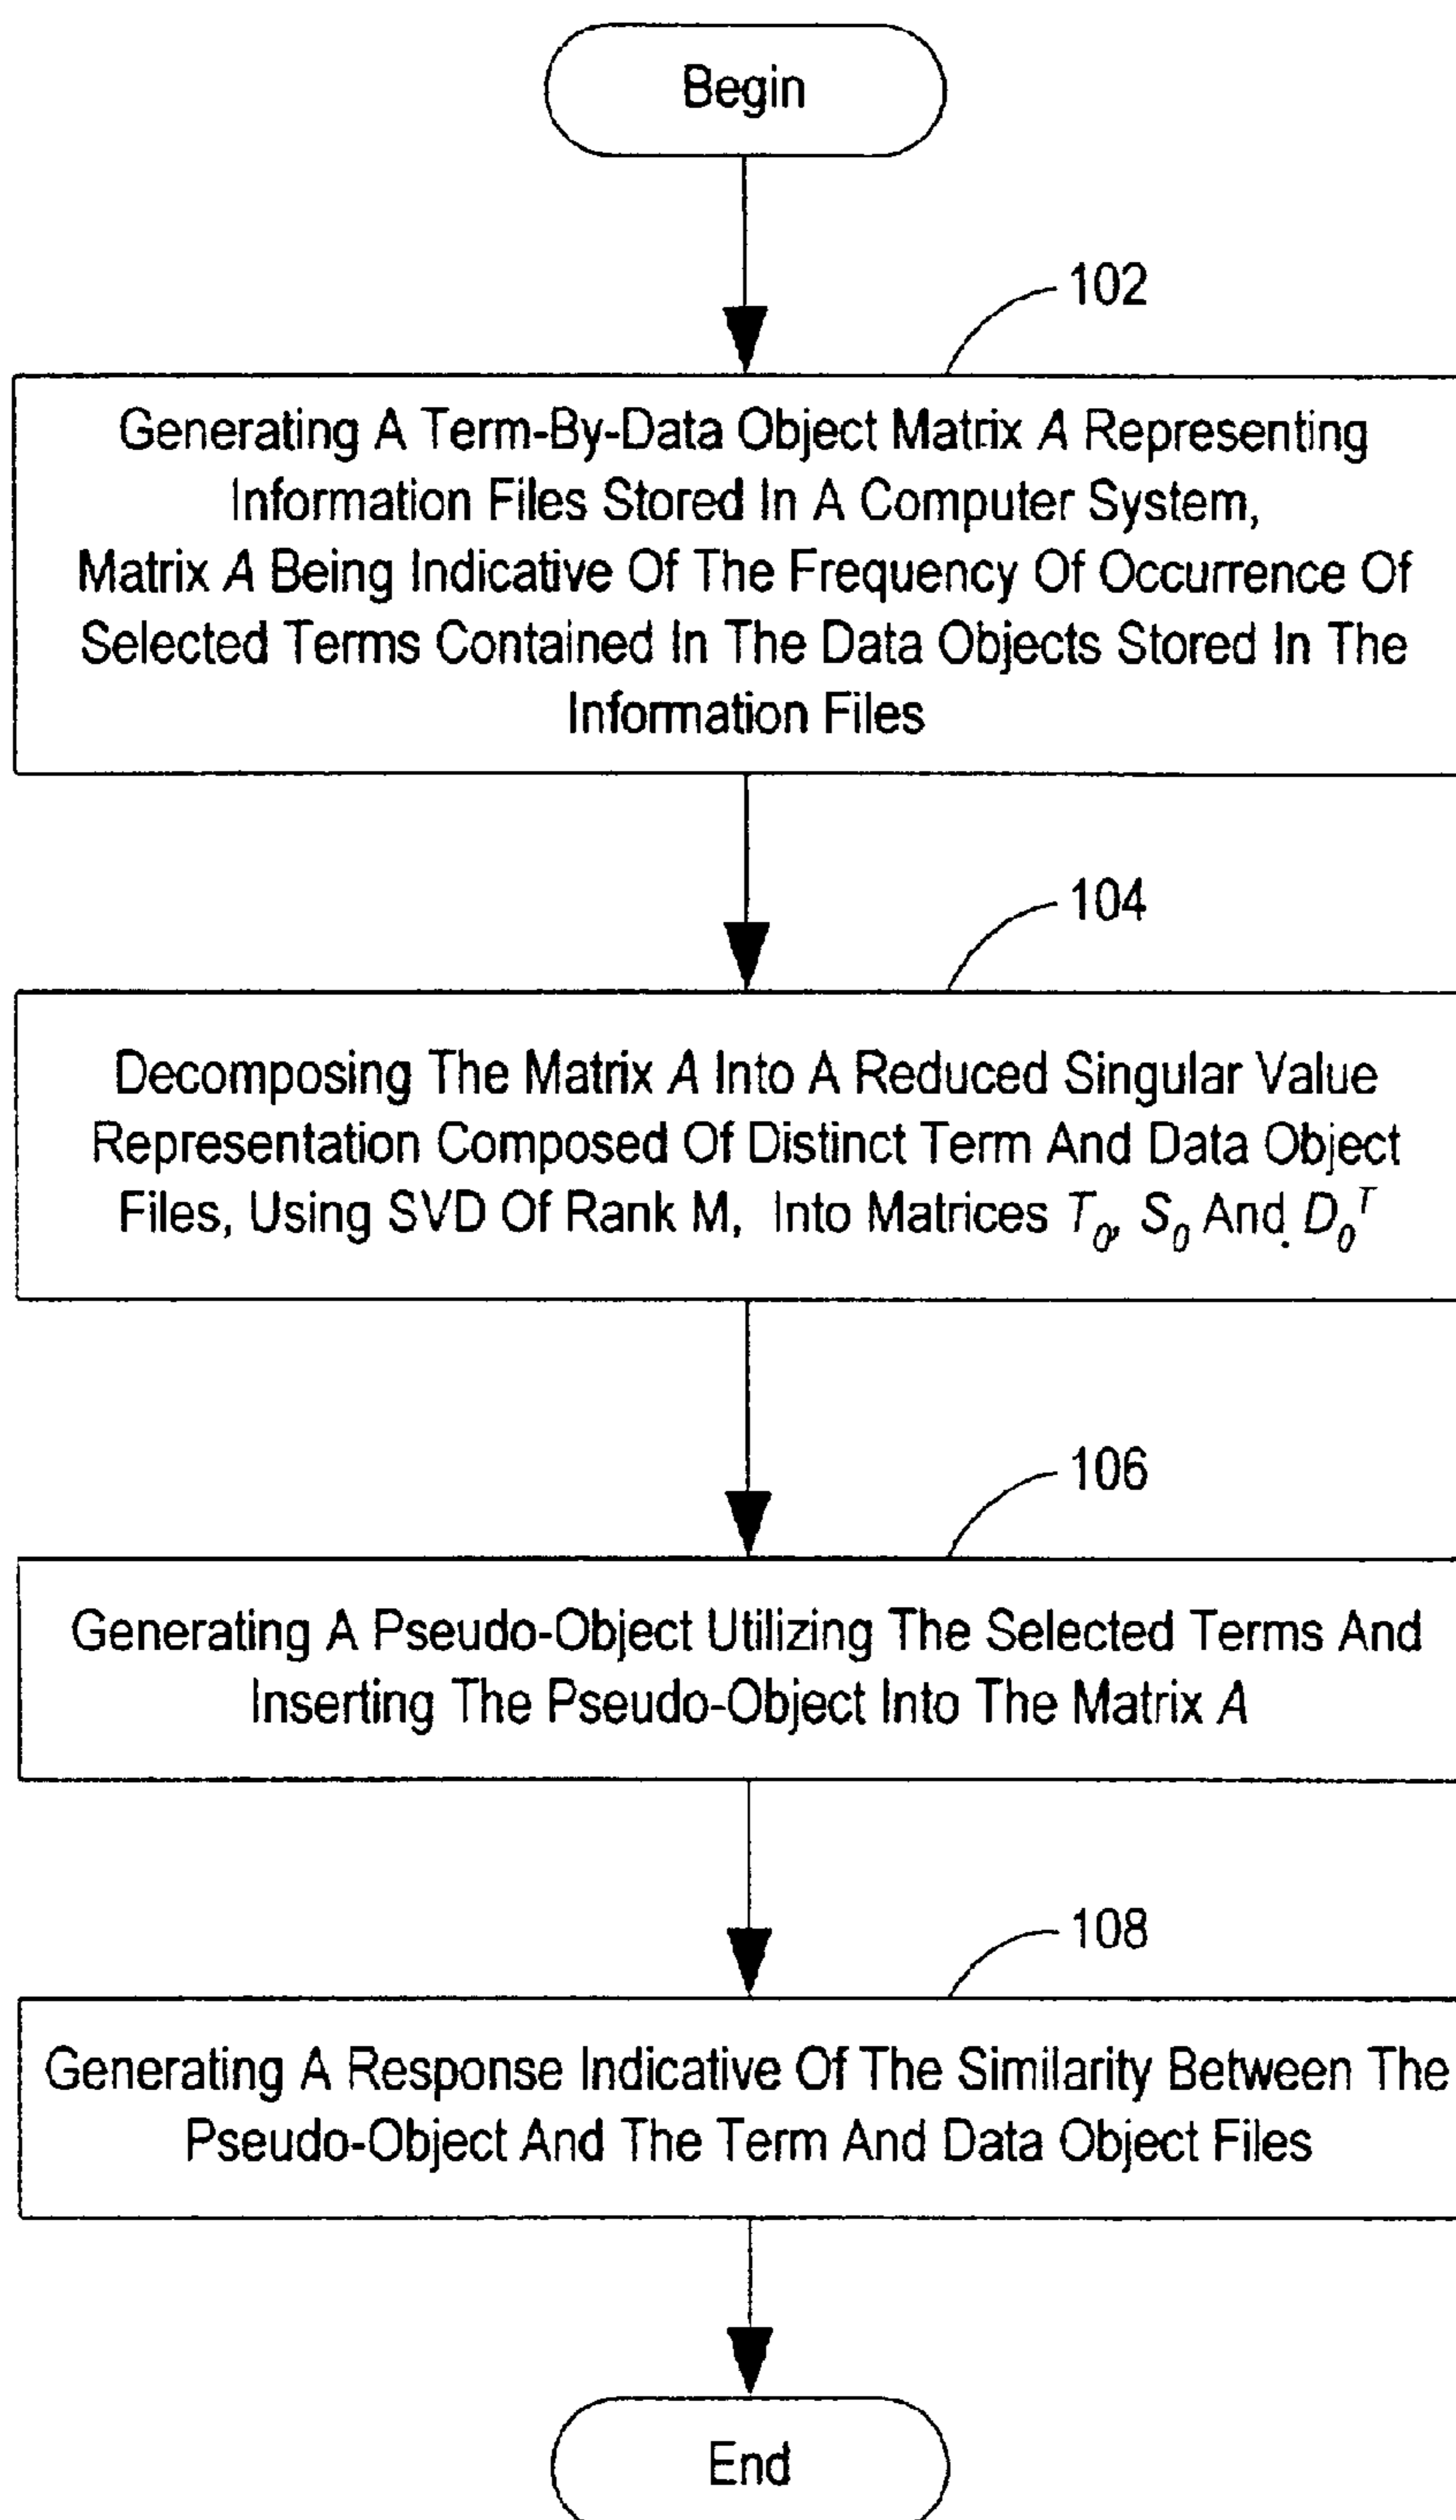 Begin
102
Generating A Term-By-Data Object Matrix A Representing
Information Files Stored In A Computer System,
Matrix A Being Indicative Of The Frequency Of Occurrence Of
Selected Terms Contained In The Data Objects Stored In The
Information Files
104
Decomposing The Matrix A Into A Reduced Singular Value
Representation Composed Of Distinct Term And Data Object
Files, Using SVD Of Rank M, Into Matrices T₀, S₀ And D₀ᵀ
106
Generating A Pseudo-Object Utilizing The Selected Terms And
Inserting The Pseudo-Object Into The Matrix A
108
Generating A Response Indicative Of The Similarity Between The
Pseudo-Object And The Term And Data Object Files
End